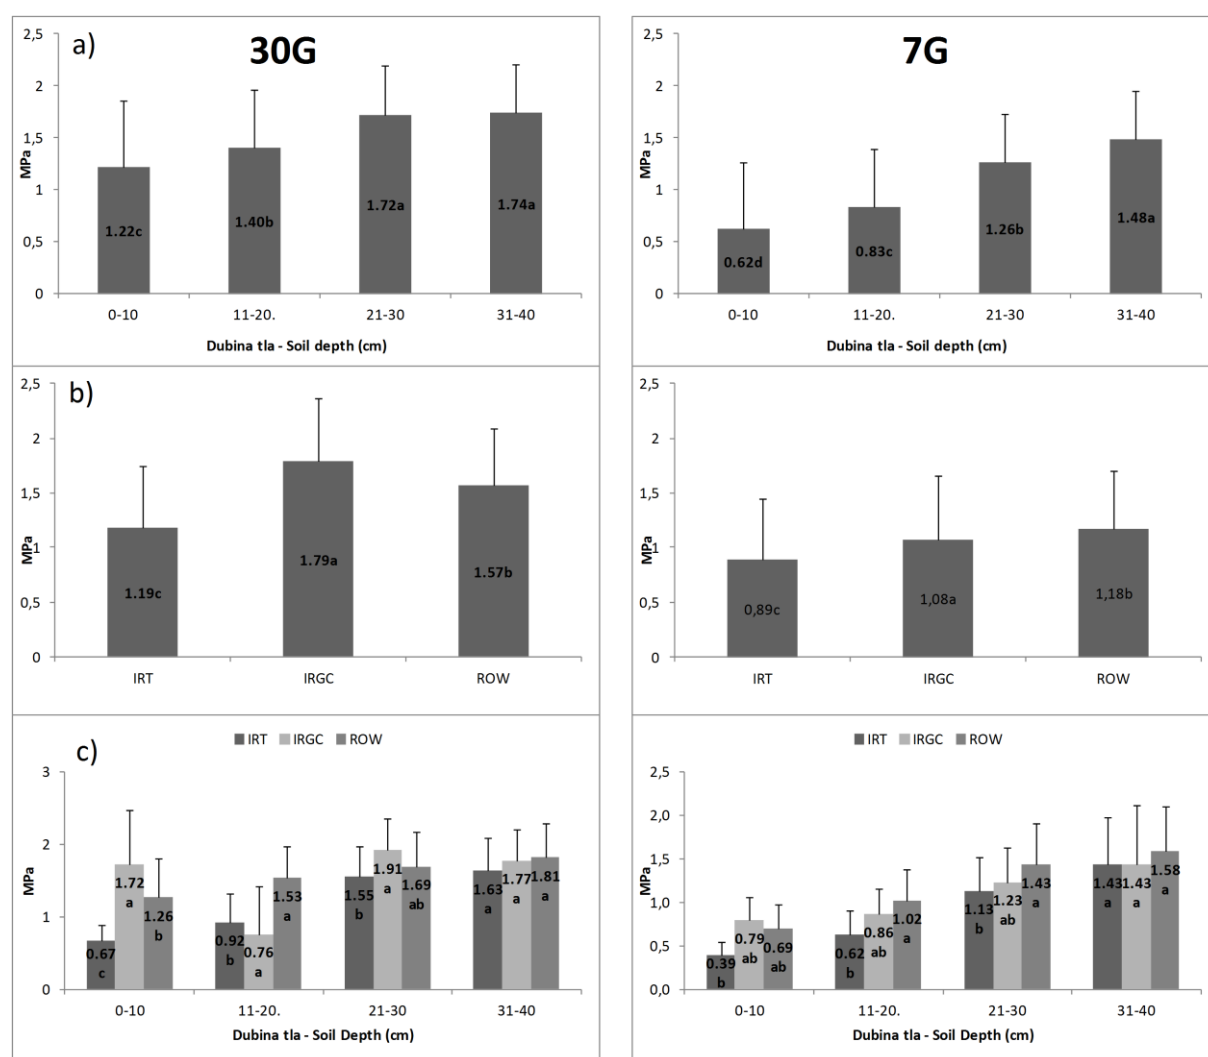 a)
30G
2,5
2
1,5
1
0,5
0
MPa
1.22c
1.40b
1.72a
1.74a
0-10
11-20.
21-30
31-40
Dubina tla - Soil depth (cm)
7G
2,5
2
1,5
1
0,5
0
MPa
0.62d
0.83c
1.26b
1.48a
0-10
11-20.
21-30
31-40
Dubina tla - Soil depth (cm)
b)
2,5
2
1,5
1
0,5
0
MPa
1.19c
1.79a
1.57b
IRT
IRGC
ROW
2,5
2
1,5
1
0,5
0
MPa
0,89c
1,08a
1,18b
IRT
IRGC
ROW
c)
IRT IRGC ROW
3
2
1
0
MPa
0.67
c
1.72
a
1.26
b
0.92
b
0.76
a
1.53
a
1.55
b
1.91
a
1.69
ab
1.63
a
1.77
a
1.81
a
0-10
11-20.
21-30
31-40
Dubina tla - Soil Depth (cm)
IRT IRGC ROW
2,5
2,0
1,5
1,0
0,5
0,0
MPa
0.39
b
0.79
ab
0.69
ab
0.62
b
0.86
ab
1.02
a
1.13
b
1.23
ab
1.43
a
1.43
a
1.43
a
1.58
a
0-10
11-20.
21-30
31-40
Dubina tla - Soil Depth (cm)